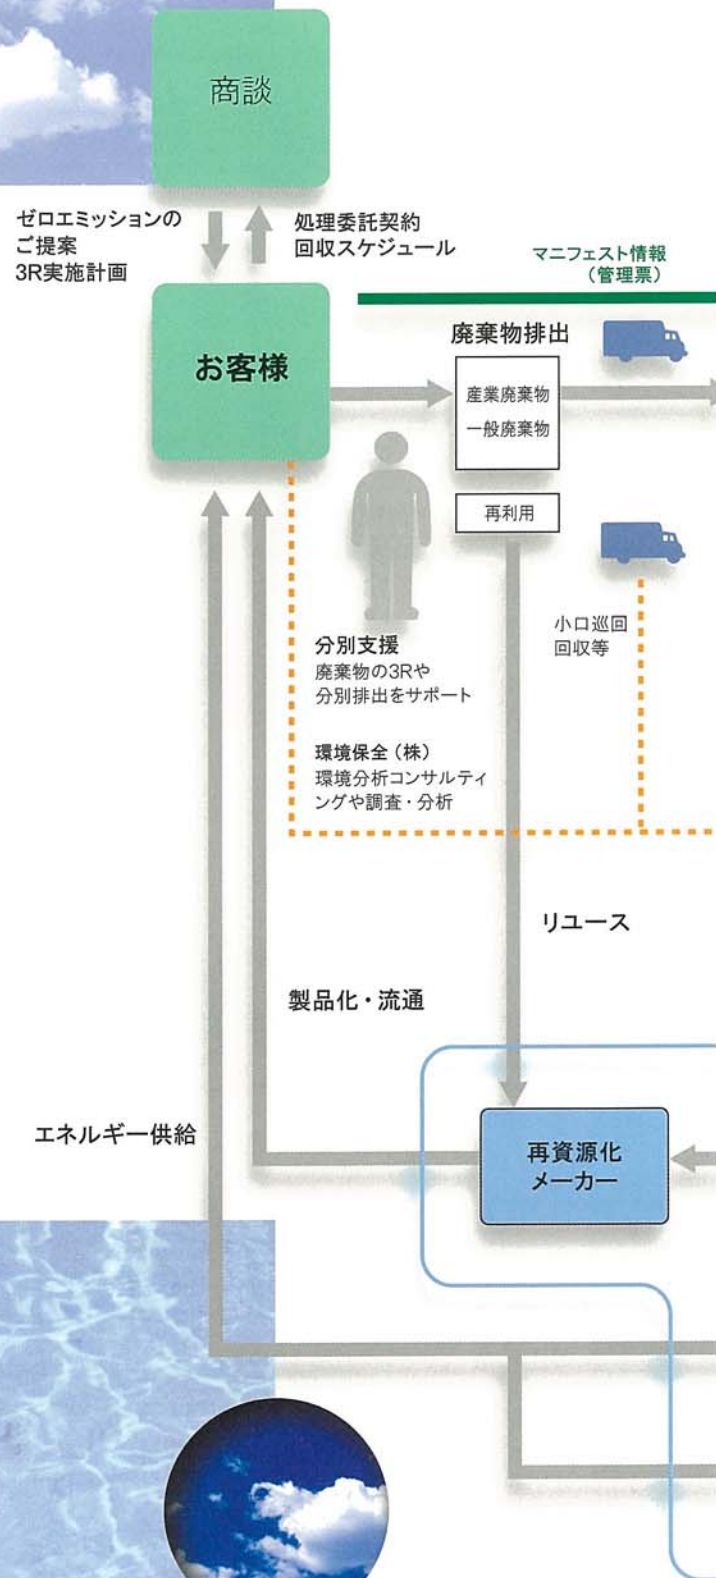 商談
ゼロエミッションの
ご提案
3R実施計画
処理委託契約
回収スケジュール
マニフェスト情報
（管理票）
お客様
廃棄物排出
産業廃棄物
一般廃棄物
再利用
小口巡回
回収等
分別支援
廃棄物の3Rや
分別排出をサポート
環境保全（株）
環境分析コンサルティ
ングや調査・分析
リユース
製品化・流通
エネルギー供給
再資源化
メーカー